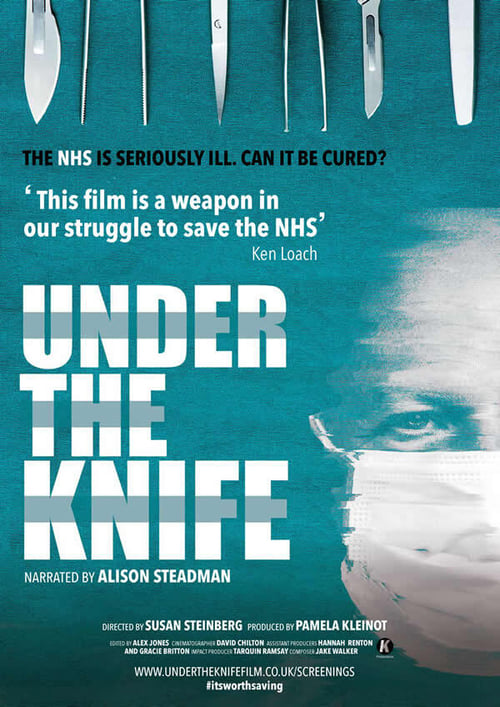 THE NHS IS SERIOUSLY ILL. CAN IT BE CURED?
‘This film is a weapon in
our struggle to save the NHS’
Ken Loach
UNDER
THE
KNIFE
NARRATED BY ALISON STEADMAN
DIRECTED BY SUSAN STEINBERG PRODUCED BY PAMELA KLEINOT
EDITED BY ALEX JONES CINEMATOGRAPHER DAVID CHILTON ASSISTANT PRODUCERS HANNAH RENTON
AND GRACIE BRITTON IMPACT PRODUCER TARQUIN RAMSAY COMPOSER JAKE WALKER
K
WWW.UNDERTHEKNIFEFILM.CO.UK/SCREENINGS
#itsworthsaving